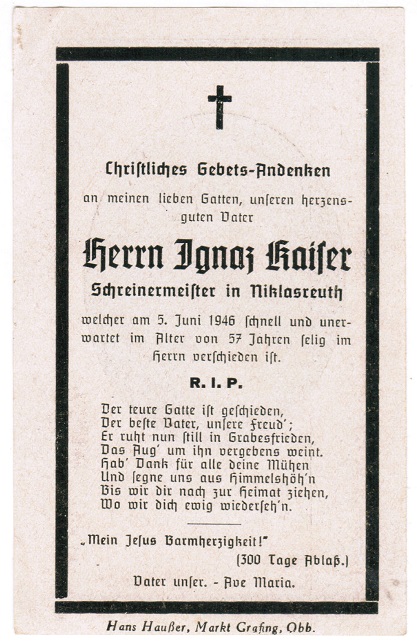 Christliches Gebets-Andenken
an meinen lieben Gatten, unseren herzens-
guten Vater
Herrn Ignaz Kaiser
Schreinermeister in Niklasreuth
welcher am 5. Juni 1946 schnell und uner-
wartet im Alter von 57 Jahren selig im
Herrn verschieden ist.
R. I. P.
Der teure Gatte ist geschieden,
Der beste Vater, unsere Freud';
Er ruht nun still in Grabesfrieden,
Das Aug' um ihn vergebens weint.
Hab' Dank für alle deine Mühen
Und segne uns aus Himmelshöh'n
Bis wir dir nach zur Heimat ziehen,
Wo wir dich ewig wiederseh'n.
„Mein Jesus Barmherzigkeit!"
(300 Tage Ablaß.)
Vater unser. - Ave Maria.
Hans Haußer, Markt Grafing, Obb.